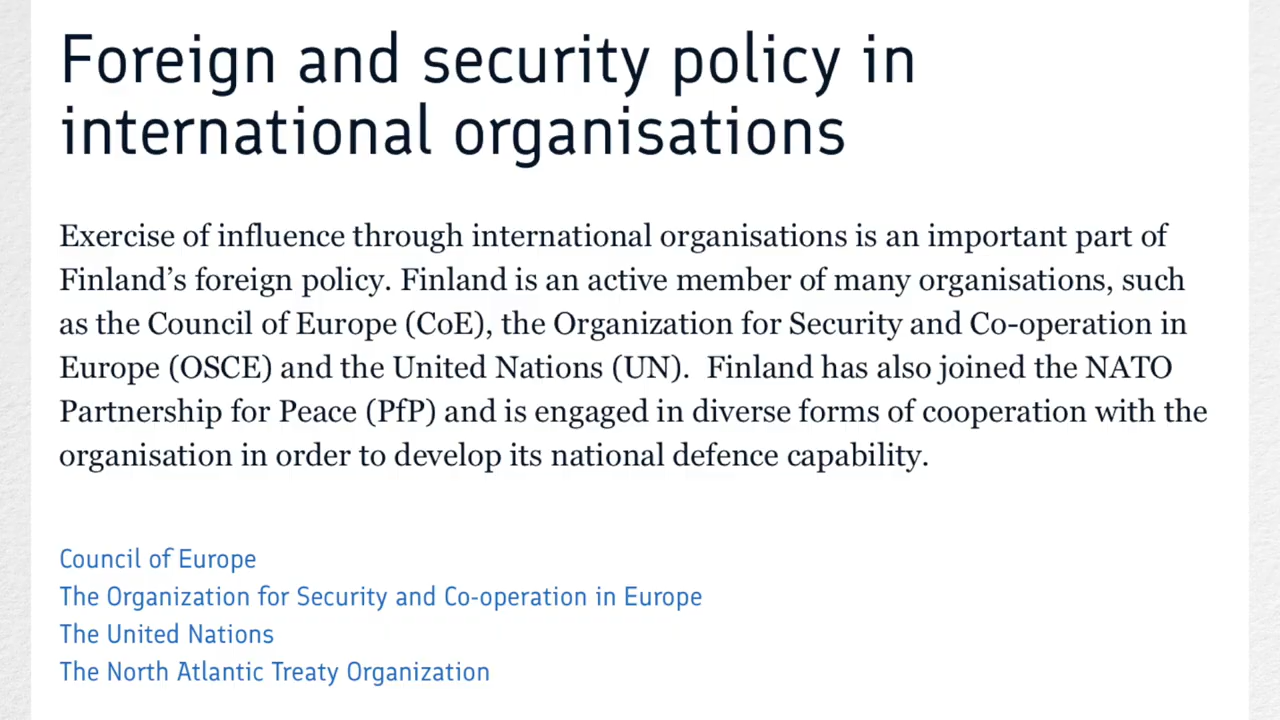 Foreign and security policy in
international organisations
Exercise of influence through international organisations is an important part of
Finland’s foreign policy. Finland is an active member of many organisations, such
as the Council of Europe (CoE), the Organization for Security and Co-operation in
Europe (OSCE) and the United Nations (UN).  Finland has also joined the NATO
Partnership for Peace (PfP) and is engaged in diverse forms of cooperation with the
organisation in order to develop its national defence capability.
Council of Europe
The Organization for Security and Co-operation in Europe
The United Nations
The North Atlantic Treaty Organization